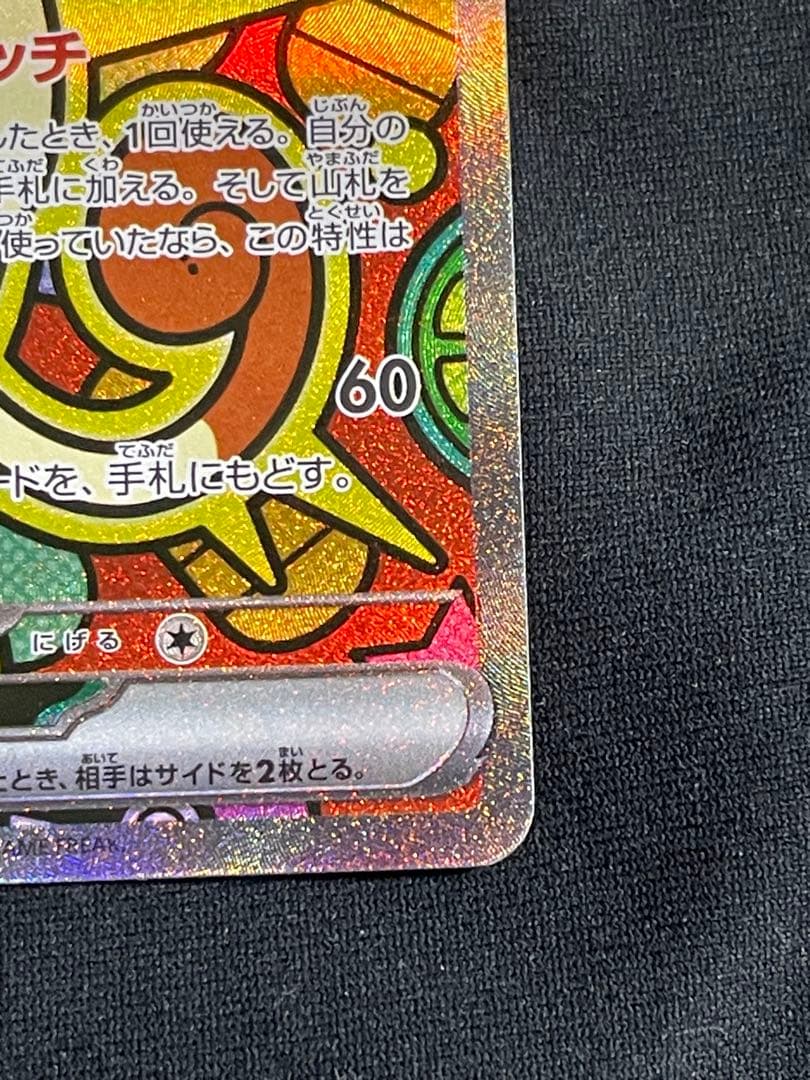 ッチ
したとき、1回使える。自分の
手札に加える。そして山札を
使っていたなら、この特性は
60
ードを、手札にもどす。
にげる
とき、相手はサイドを2枚とる。
GAME FREAK.